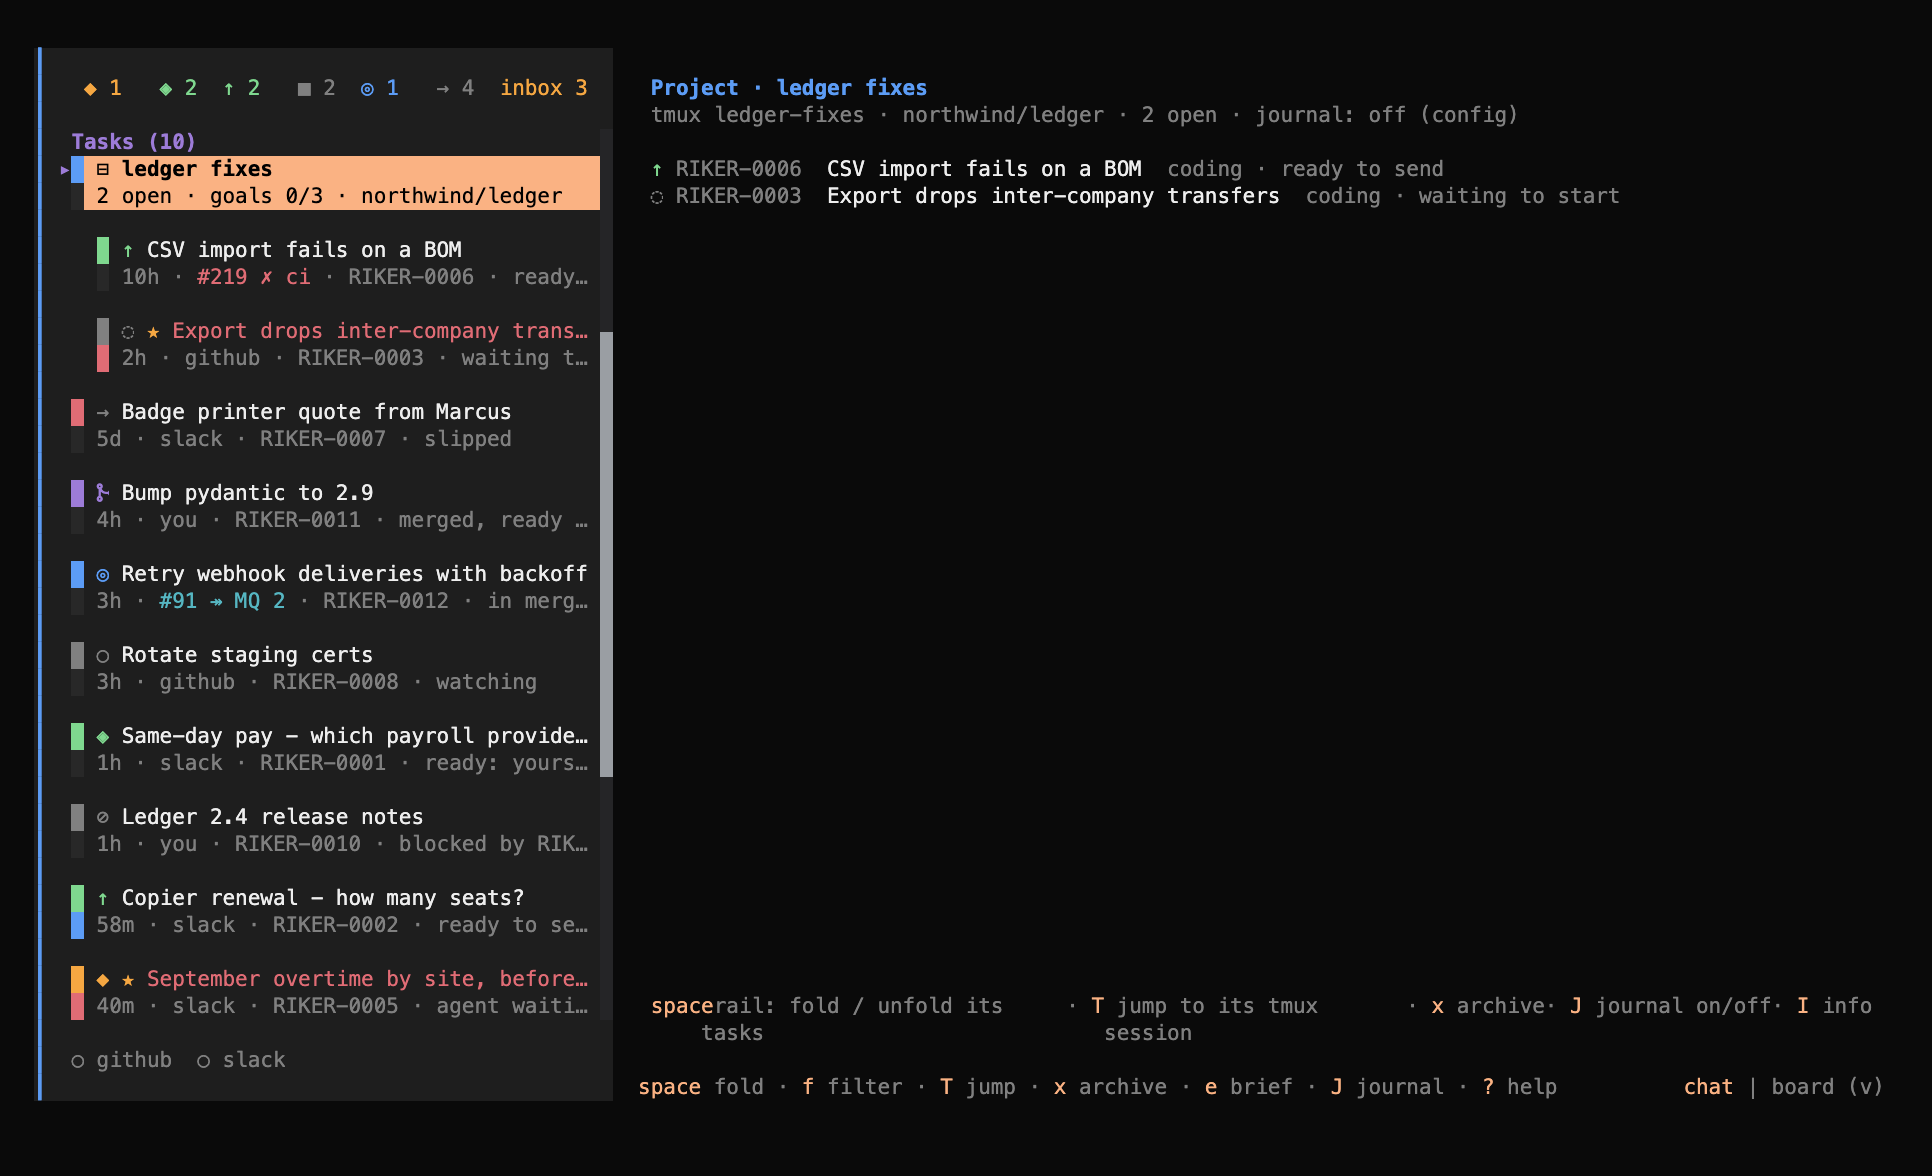 ◆ 1 ◈ 2 ↑ 2 ■ 2 ◎ 1 → 4 inbox 3
Tasks (10)
▸ ⊟ ledger fixes
2 open · goals 0/3 · northwind/ledger
↑ CSV import fails on a BOM
10h · #219 ✗ ci · RIKER-0006 · ready…
◌ ★ Export drops inter-company trans…
2h · github · RIKER-0003 · waiting t…
→ Badge printer quote from Marcus
5d · slack · RIKER-0007 · slipped
Bump pydantic to 2.9
4h · you · RIKER-0011 · merged, ready …
◎ Retry webhook deliveries with backoff
3h · #91 ↠ MQ 2 · RIKER-0012 · in merg…
○ Rotate staging certs
3h · github · RIKER-0008 · watching
◈ Same-day pay - which payroll provide…
1h · slack · RIKER-0001 · ready: yours…
⊘ Ledger 2.4 release notes
1h · you · RIKER-0010 · blocked by RIK…
↑ Copier renewal - how many seats?
58m · slack · RIKER-0002 · ready to se…
◆ ★ September overtime by site, before…
40m · slack · RIKER-0005 · agent waiti…
○ github ○ slack
Project · ledger fixes
tmux ledger-fixes · northwind/ledger · 2 open · journal: off (config)
↑ RIKER-0006 CSV import fails on a BOM coding · ready to send
◌ RIKER-0003 Export drops inter-company transfers coding · waiting to start
spacerail: fold / unfold its · T jump to its tmux · x archive· J journal on/off· I info
tasks session
space fold · f filter · T jump · x archive · e brief · J journal · ? help chat | board (v)